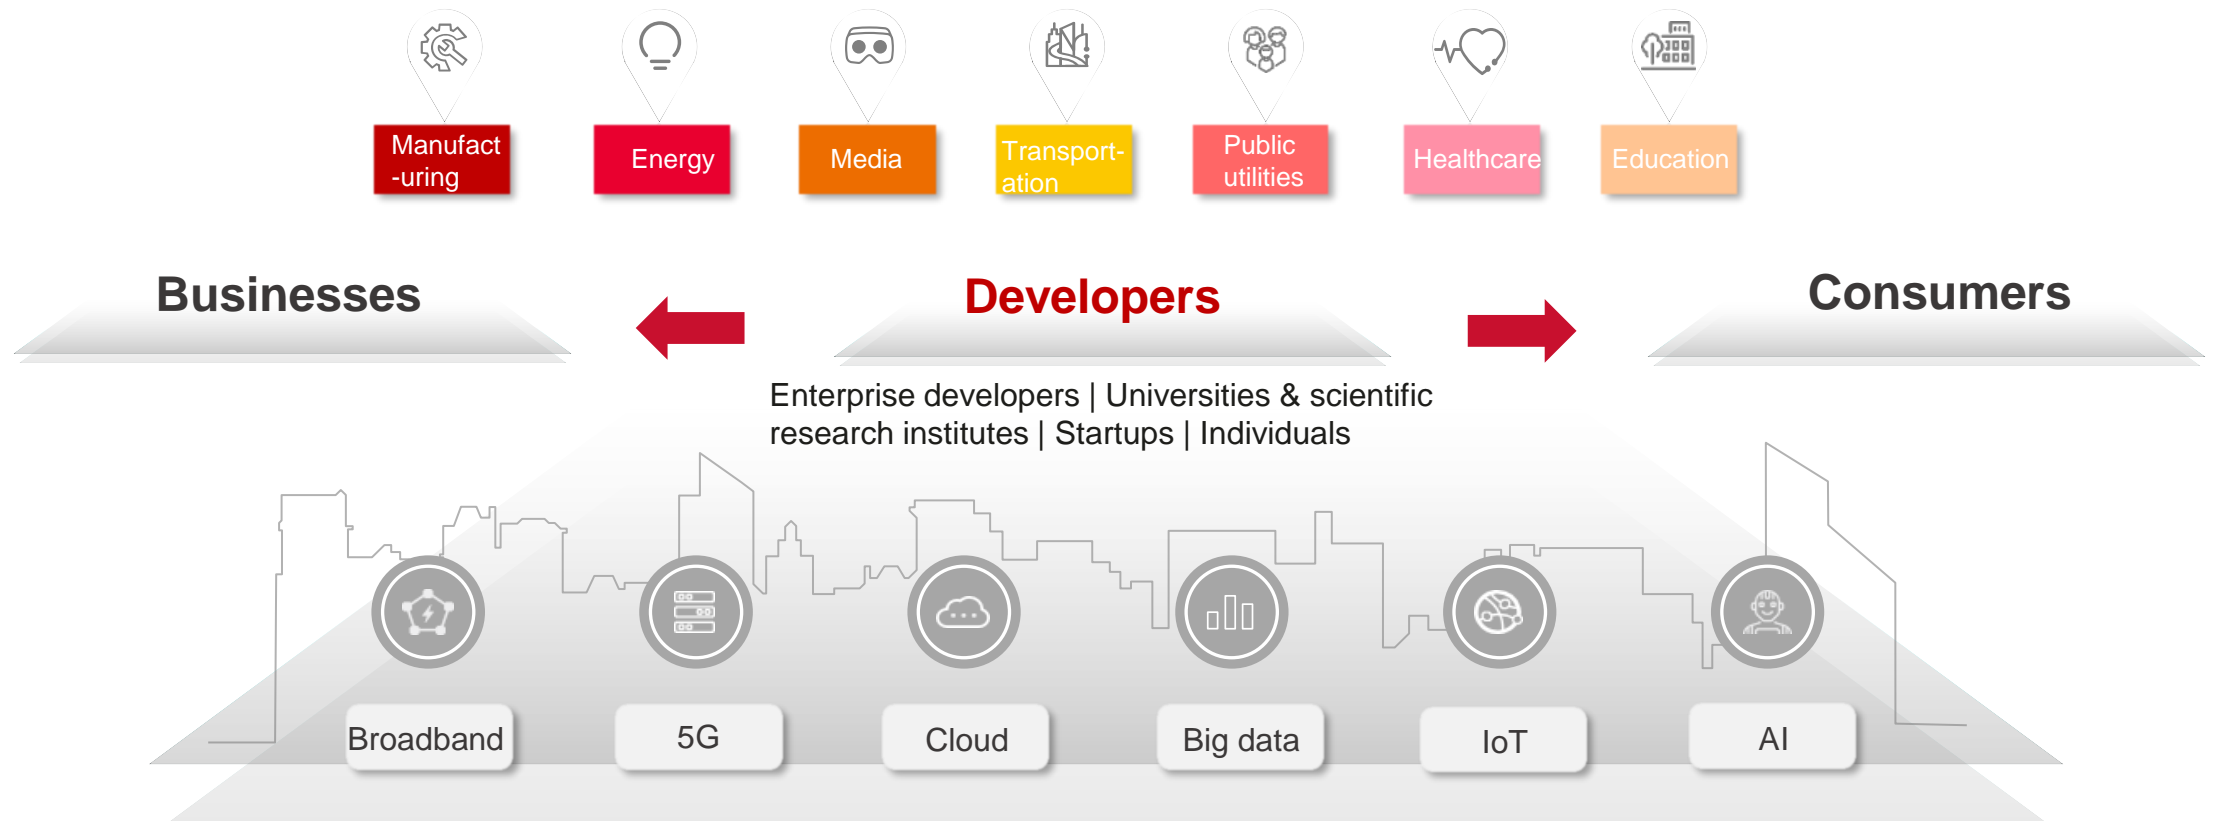 Manufact
-uring
Energy
Media
Transport-
ation
Public
utilities
Healthcare
Education
Businesses
Developers
Consumers
Enterprise developers | Universities & scientific
research institutes | Startups | Individuals
Broadband
5G
Cloud
Big data
IoT
AI